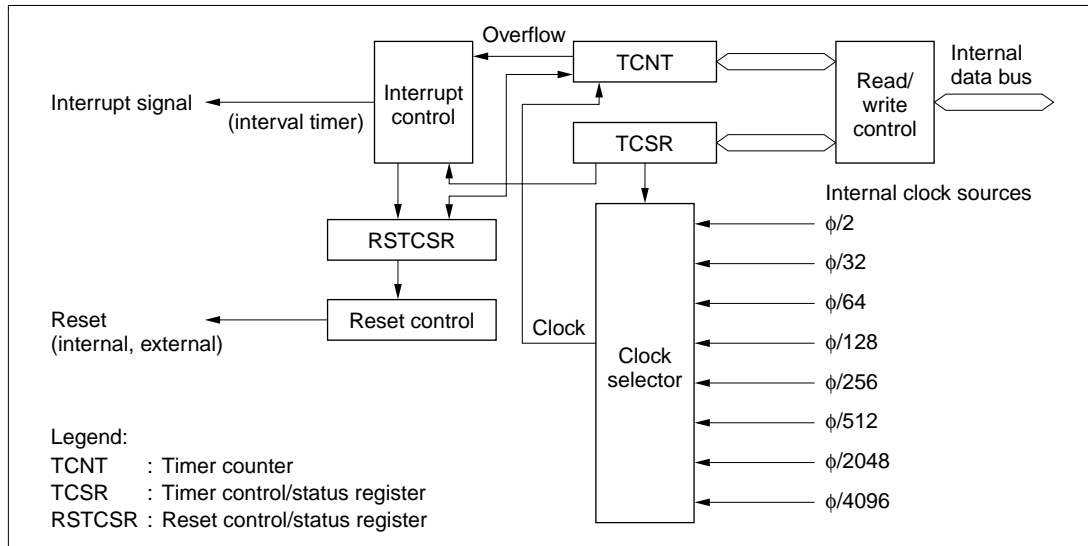 Overflow
TCNT
Internal
data bus
Read/
write
control
Interrupt signal
(interval timer)
Interrupt
control
TCSR
Internal clock sources
RSTCSR
ϕ/2
ϕ/32
ϕ/64
ϕ/128
ϕ/256
ϕ/512
ϕ/2048
ϕ/4096
Reset
(internal, external)
Reset control
Clock
Clock
selector
Legend:
TCNT : Timer counter
TCSR : Timer control/status register
RSTCSR : Reset control/status register